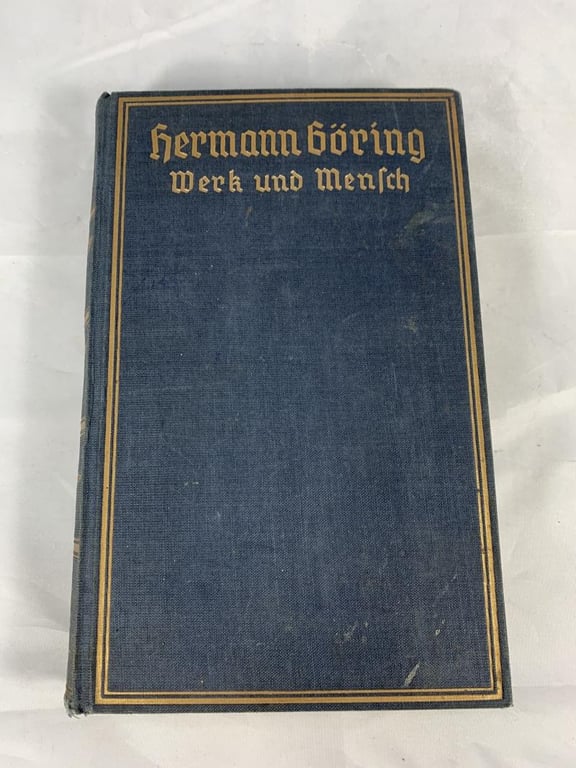 Hermann Göring
Werk und Menſch